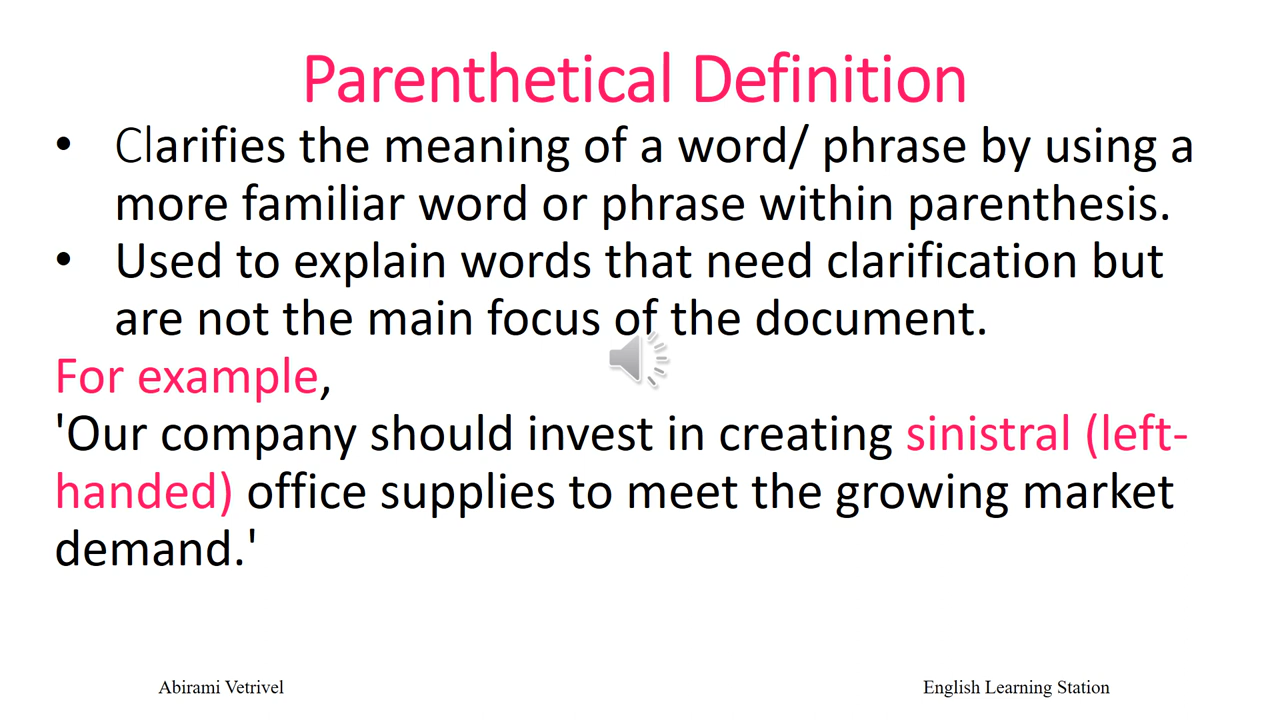 Parenthetical Definition
• Clarifies the meaning of a word/ phrase by using a
more familiar word or phrase within parenthesis.
• Used to explain words that need clarification but
are not the main focus of the document.
For example,
'Our company should invest in creating sinistral (left-
handed) office supplies to meet the growing market
demand.'
Abirami Vetrivel
English Learning Station